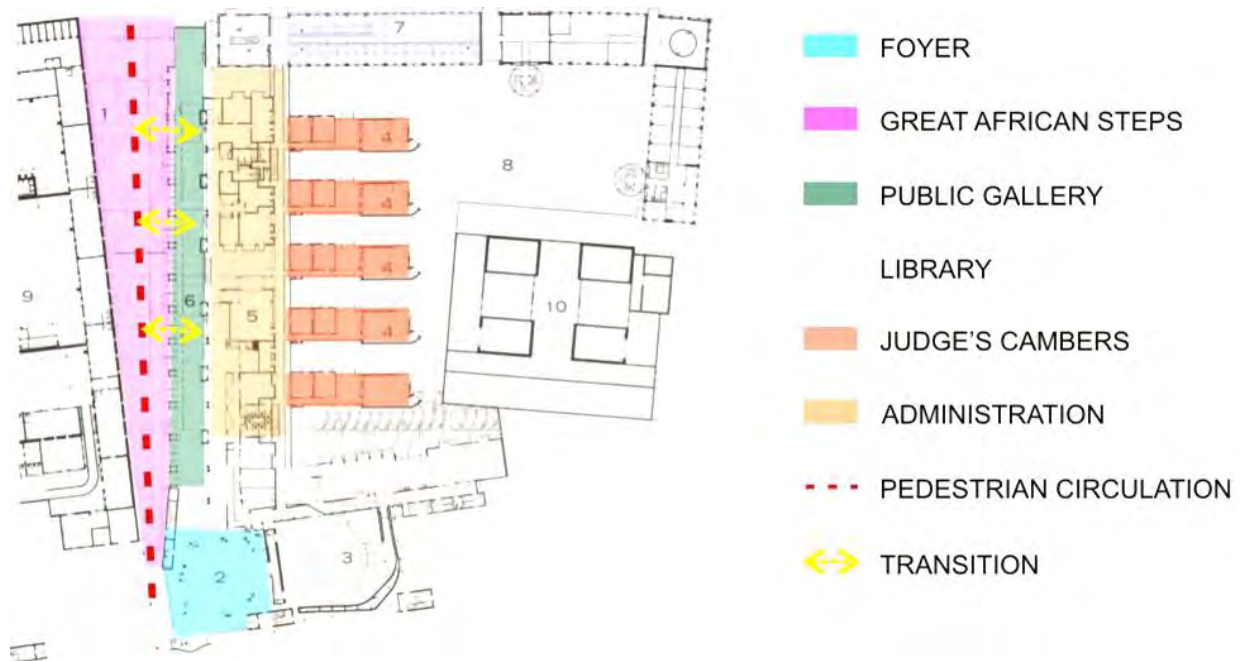 7
1
4
8
4
9
4
10
6
5
4
2
3
FOYER
GREAT AFRICAN STEPS
PUBLIC GALLERY
LIBRARY
JUDGE'S CAMBERS
ADMINISTRATION
PEDESTRIAN CIRCULATION
TRANSITION